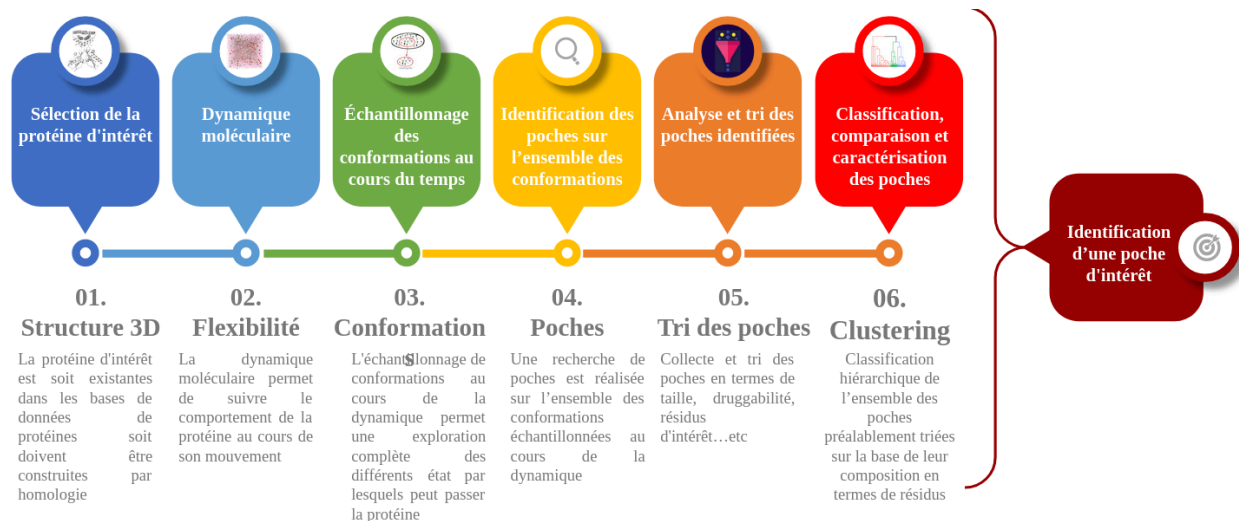 Sélection de la
protéine d'intérêt
Dynamique
moléculaire
Échantillonnage
des
conformations au
cours du temps
Identification des
poches sur
l’ensemble des
conformations
Analyse et tri des
poches identifiées
Classification,
comparaison et
caractérisation
des poches
Identification
d’une poche
d'intérêt
01.
Structure 3D
La protéine d'intérêt
est soit existantes
dans les bases de
données de
protéines soit
doivent être
construites par
homologie
02.
Flexibilité
La dynamique
moléculaire permet
de suivre le
comportement de la
protéine au cours de
son mouvement
03.
Conformation
s
L'échantillonnage de
conformations au
cours de la
dynamique permet
une exploration
complète des
différents état par
lesquels peut passer
la protéine
04.
Poches
Une recherche de
poches est réalisée
sur l’ensemble des
conformations
échantillonnées au
cours de la
dynamique
05.
Tri des poches
Collecte et tri des
poches en termes de
taille, druggabilité,
résidus
d'intérêt…etc
06.
Clustering
Classification
hiérarchique de
l’ensemble des
poches
préalablement triées
sur la base de leur
composition en
termes de résidus